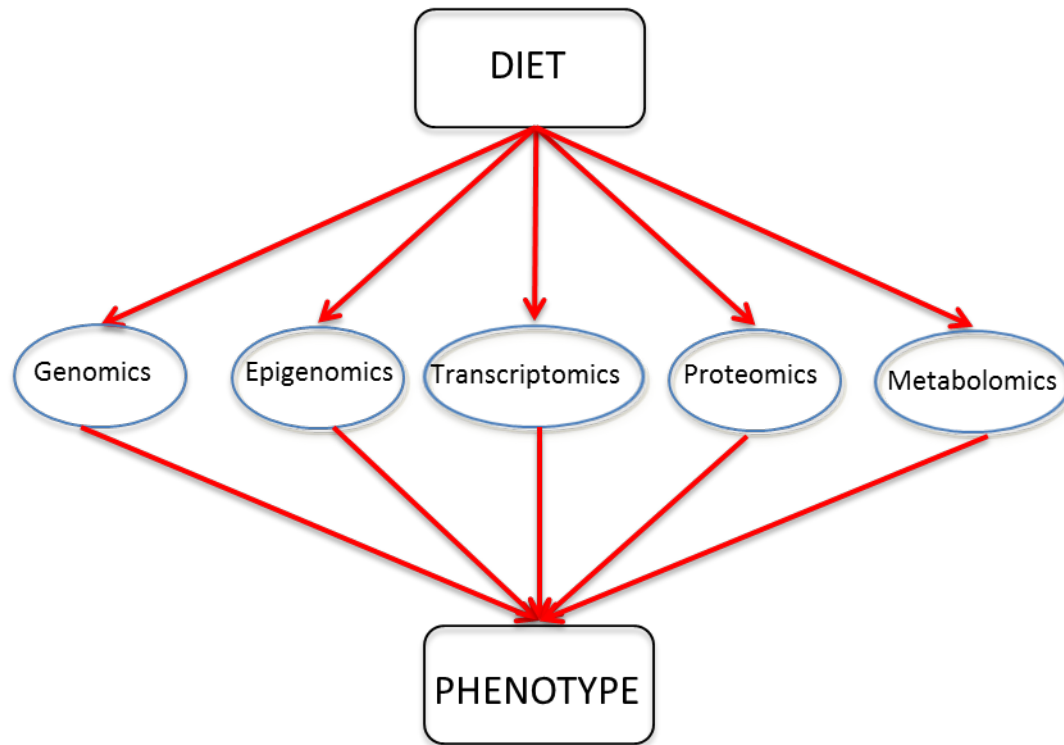 DIET
Genomics
Epigenomics
Transcriptomics
Proteomics
Metabolomics
PHENOTYPE